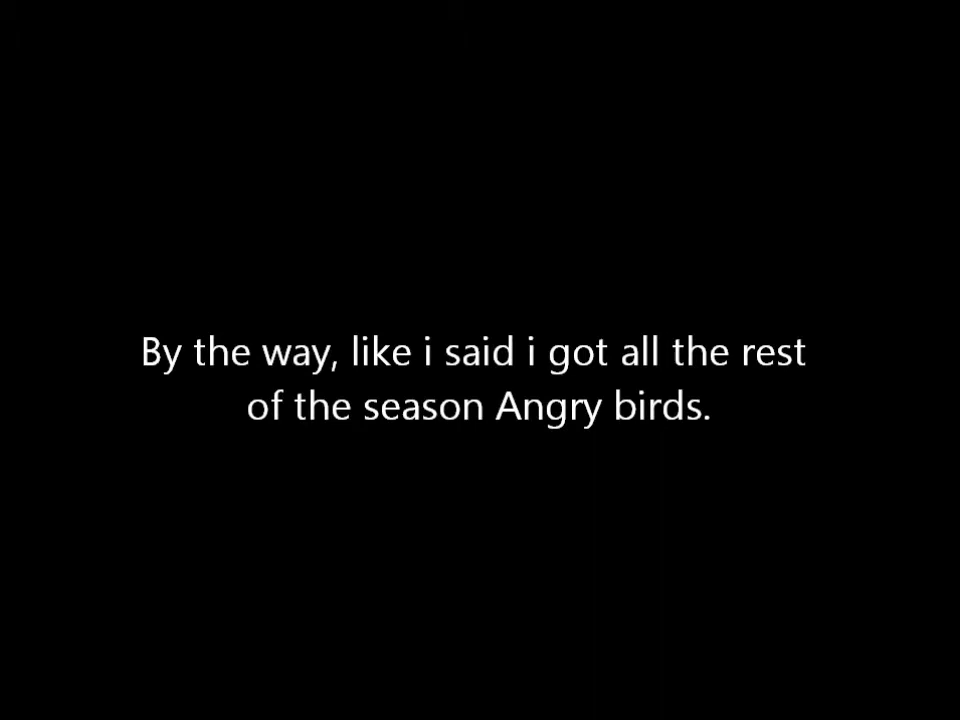 By the way, like i said i got all the rest
of the season Angry birds.